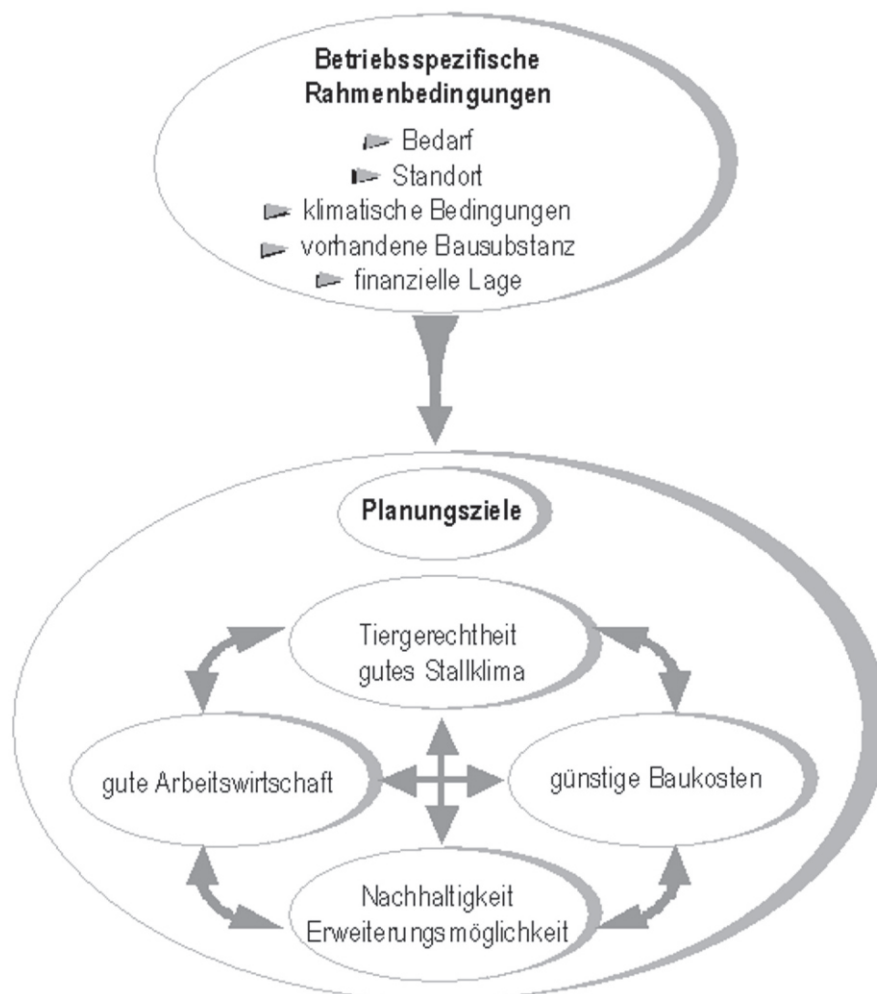 Betriebsspezifische
Rahmenbedingungen
Bedarf
Standort
klimatische Bedingungen
vorhandene Bausubstanz
finanzielle Lage
Planungsziele
Tiergerechtheit
gutes Stallklima
gute Arbeitswirtschaft
günstige Baukosten
Nachhaltigkeit
Erweiterungsmöglichkeit